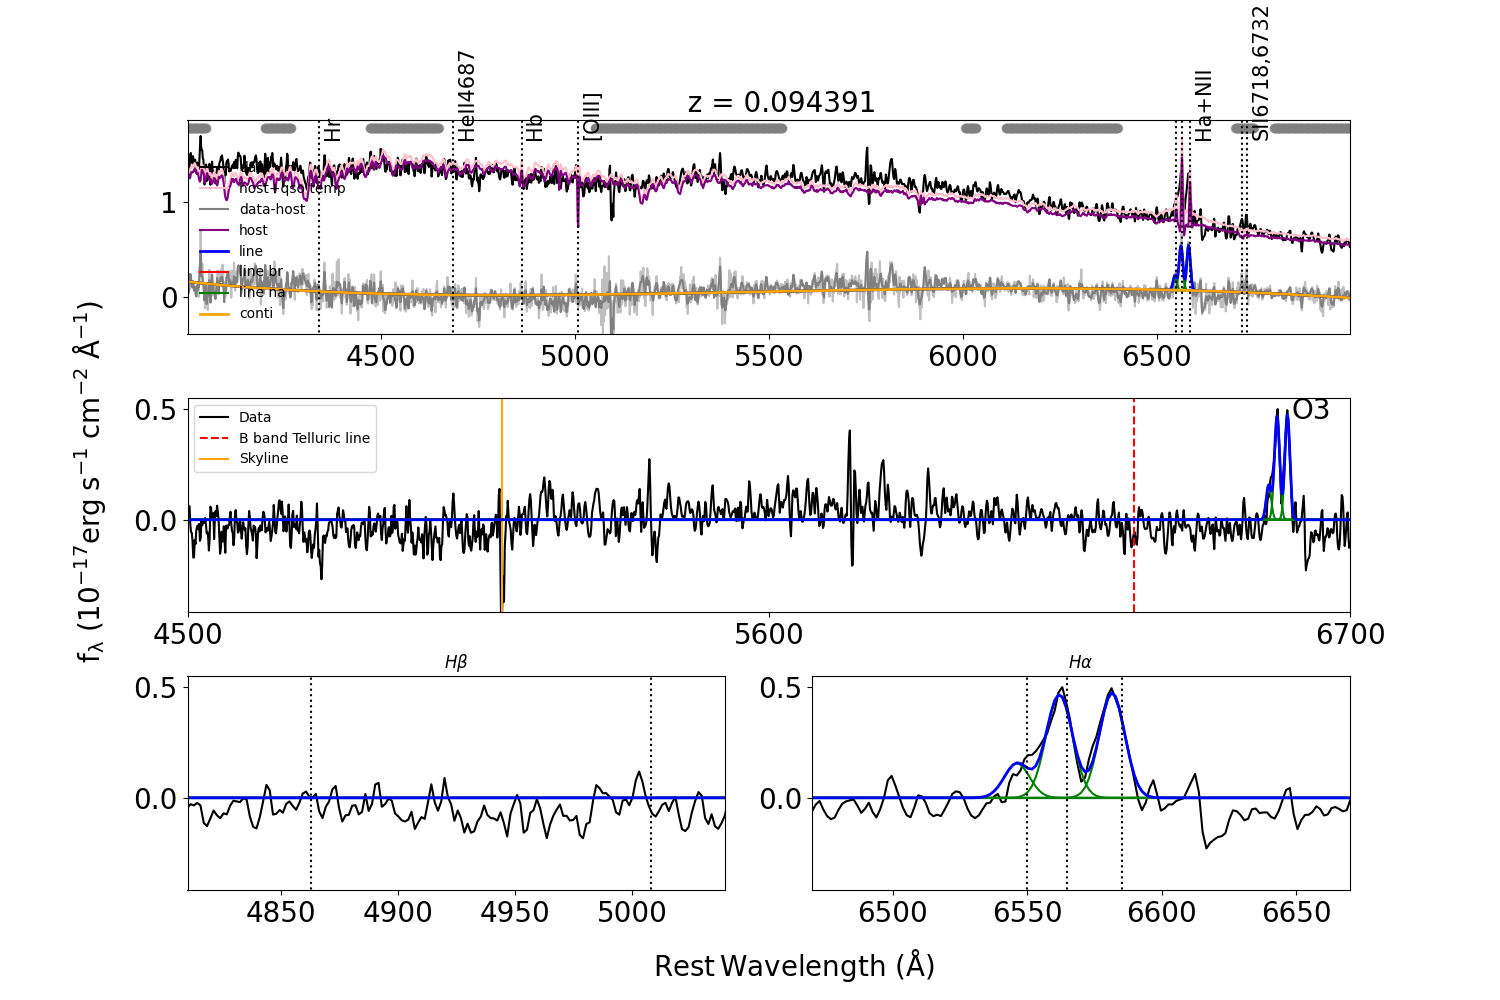 z = 0.094391
Hr
HeII4687
Hb
[OIII]
Ha+NII
SII6718,6732
host+qso temp
data-host
host
line
line br
line na
conti
1
0
4500
5000
5500
6000
6500
f_λ (10^{-17} erg s^{-1} cm^{-2} Å^{-1})
0.5
0.0
Data
B band Telluric line
Skyline
O3
4500
5600
6700
Hβ
0.5
0.0
4850
4900
4950
5000
Hα
0.5
0.0
6500
6550
6600
6650
Rest Wavelength (Å)